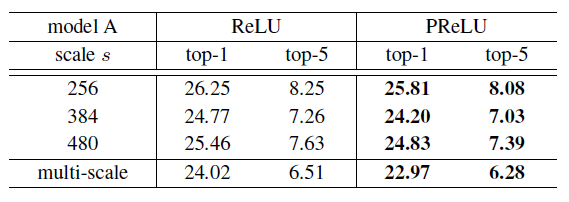 model A ReLU PReLU
scale s top-1 top-5 top-1 top-5
256 26.25 8.25 25.81 8.08
384 24.77 7.26 24.20 7.03
480 25.46 7.63 24.83 7.39
multi-scale 24.02 6.51 22.97 6.28